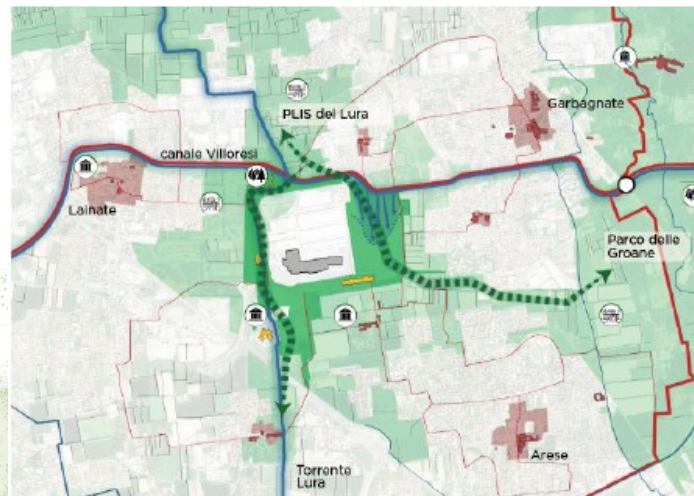 Garbagnate
PLIS del Lura
canale Villoresi
Lainate
Parco delle
Groane
Arese
Torrente
Lura